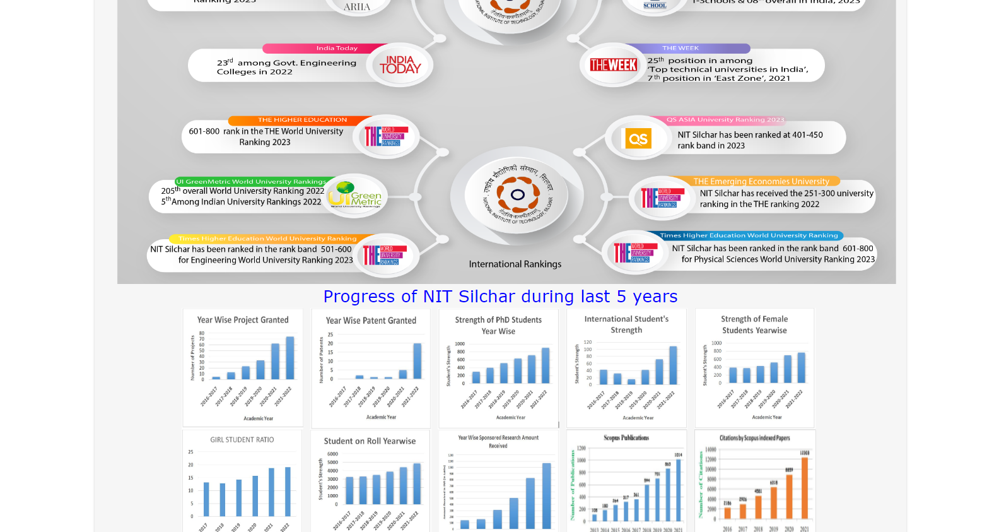 Ranking 2023
ARIIA
SCHOOL
T-Schools & 08th overall in India, 2023
India Today
23rd among Govt. Engineering
Colleges in 2022
INDIA
TODAY
THE WEEK
THE WEEK
25th position in among
‘Top technical universities in India’,
7th position in ‘East Zone’, 2021
THE HIGHER EDUCATION
601-800 rank in the THE World University
Ranking 2023
THE WORLD UNIVERSITY RANKINGS
QS ASIA University Ranking 2023
QS
NIT Silchar has been ranked at 401-450
rank band in 2023
UI GreenMetric World University Rankings
205th overall World University Ranking 2022
5th Among Indian University Rankings 2022
UI Green Metric
World University Rankings
राष्ट्रीय प्रौद्योगिकी संस्थान, सिलचर
तेजस्विनावधीतमस्तु
NATIONAL INSTITUTE OF TECHNOLOGY, SILCHAR
THE Emerging Economies University
THE WORLD UNIVERSITY RANKINGS
NIT Silchar has received the 251-300 university
ranking in the THE ranking 2022
Times Higher Education World University Ranking
NIT Silchar has been ranked in the rank band 501-600
for Engineering World University Ranking 2023
THE WORLD UNIVERSITY RANKINGS
International Rankings
Times Higher Education World University Ranking
THE WORLD UNIVERSITY RANKINGS
NIT Silchar has been ranked in the rank band 601-800
for Physical Sciences World University Ranking 2023
Progress of NIT Silchar during last 5 years
Year Wise Project Granted
Number of Projects
80
70
60
50
40
30
20
10
0
2016-2017 2017-2018 2018-2019 2019-2020 2020-2021 2021-2022
Academic Year
Year Wise Patent Granted
Number of Patents
25
20
15
10
5
0
2016-2017 2017-2018 2018-2019 2019-2020 2020-2021 2021-2022
Academic Year
Strength of PhD Students
Year Wise
Student's Strength
1000
800
600
400
200
0
2016-2017 2017-2018 2018-2019 2019-2020 2020-2021 2021-2022
Academic Year
International Student's
Strength
Student's Strength
120
100
80
60
40
20
0
2016-2017 2017-2018 2018-2019 2019-2020 2020-2021 2021-2022
Academic Year
Strength of Female
Students Yearwise
Student's Strength
1000
800
600
400
200
0
2016-2017 2017-2018 2018-2019 2019-2020 2020-2021 2021-2022
Academic Year
GIRL STUDENT RATIO
25
20
15
10
5
0
2017 2018 2019 2020 2021 2022
Student on Roll Yearwise
Student's Strength
6000
5000
4000
3000
2000
1000
0
2016-2017 2017-2018 2018-2019 2019-2020 2020-2021 2021-2022
Year Wise Sponsored Research Amount
Received
Scopus Publications
Number of Publications
1200
1000
800
600
400
200
0
108 180 264 317 361 594 701 863 1014
2013 2014 2015 2016 2017 2018 2019 2020 2021
Citations by Scopus indexed Papers
Number of Citations
14000
12000
10000
8000
6000
4000
2000
0
2186 2926 4581 6318 8859 12303
2016 2017 2018 2019 2020 2021